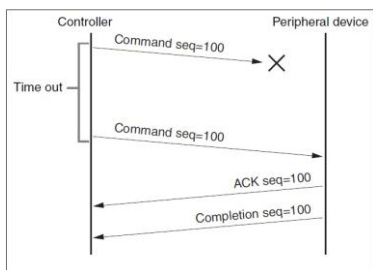 Controller
Peripheral device
Command seq=100
Time out
Command seq=100
ACK seq=100
Completion seq=100